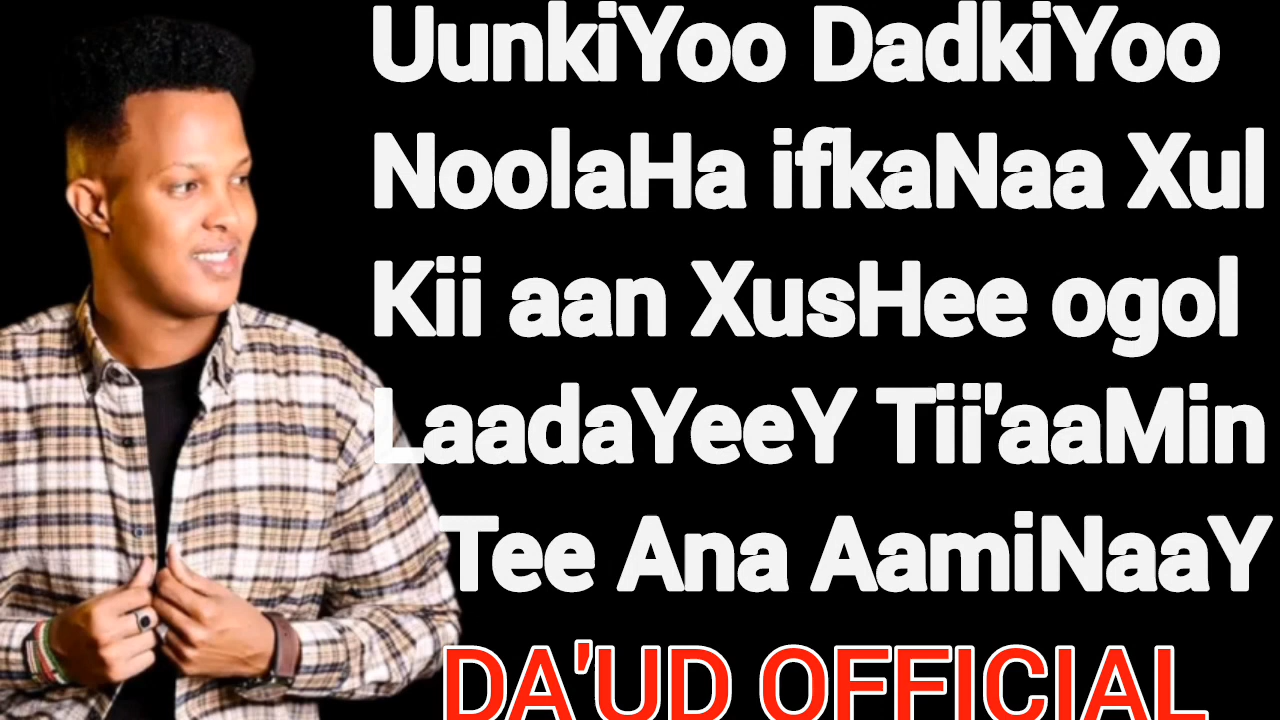 UunkiYoo DadkiYoo
NoolaHa ifkaNaa Xul
Kii aan XusHee ogol
LaadaYeeY Tii'aaMin
Tee Ana AamiNaaY
DA'UD OFFICIAL